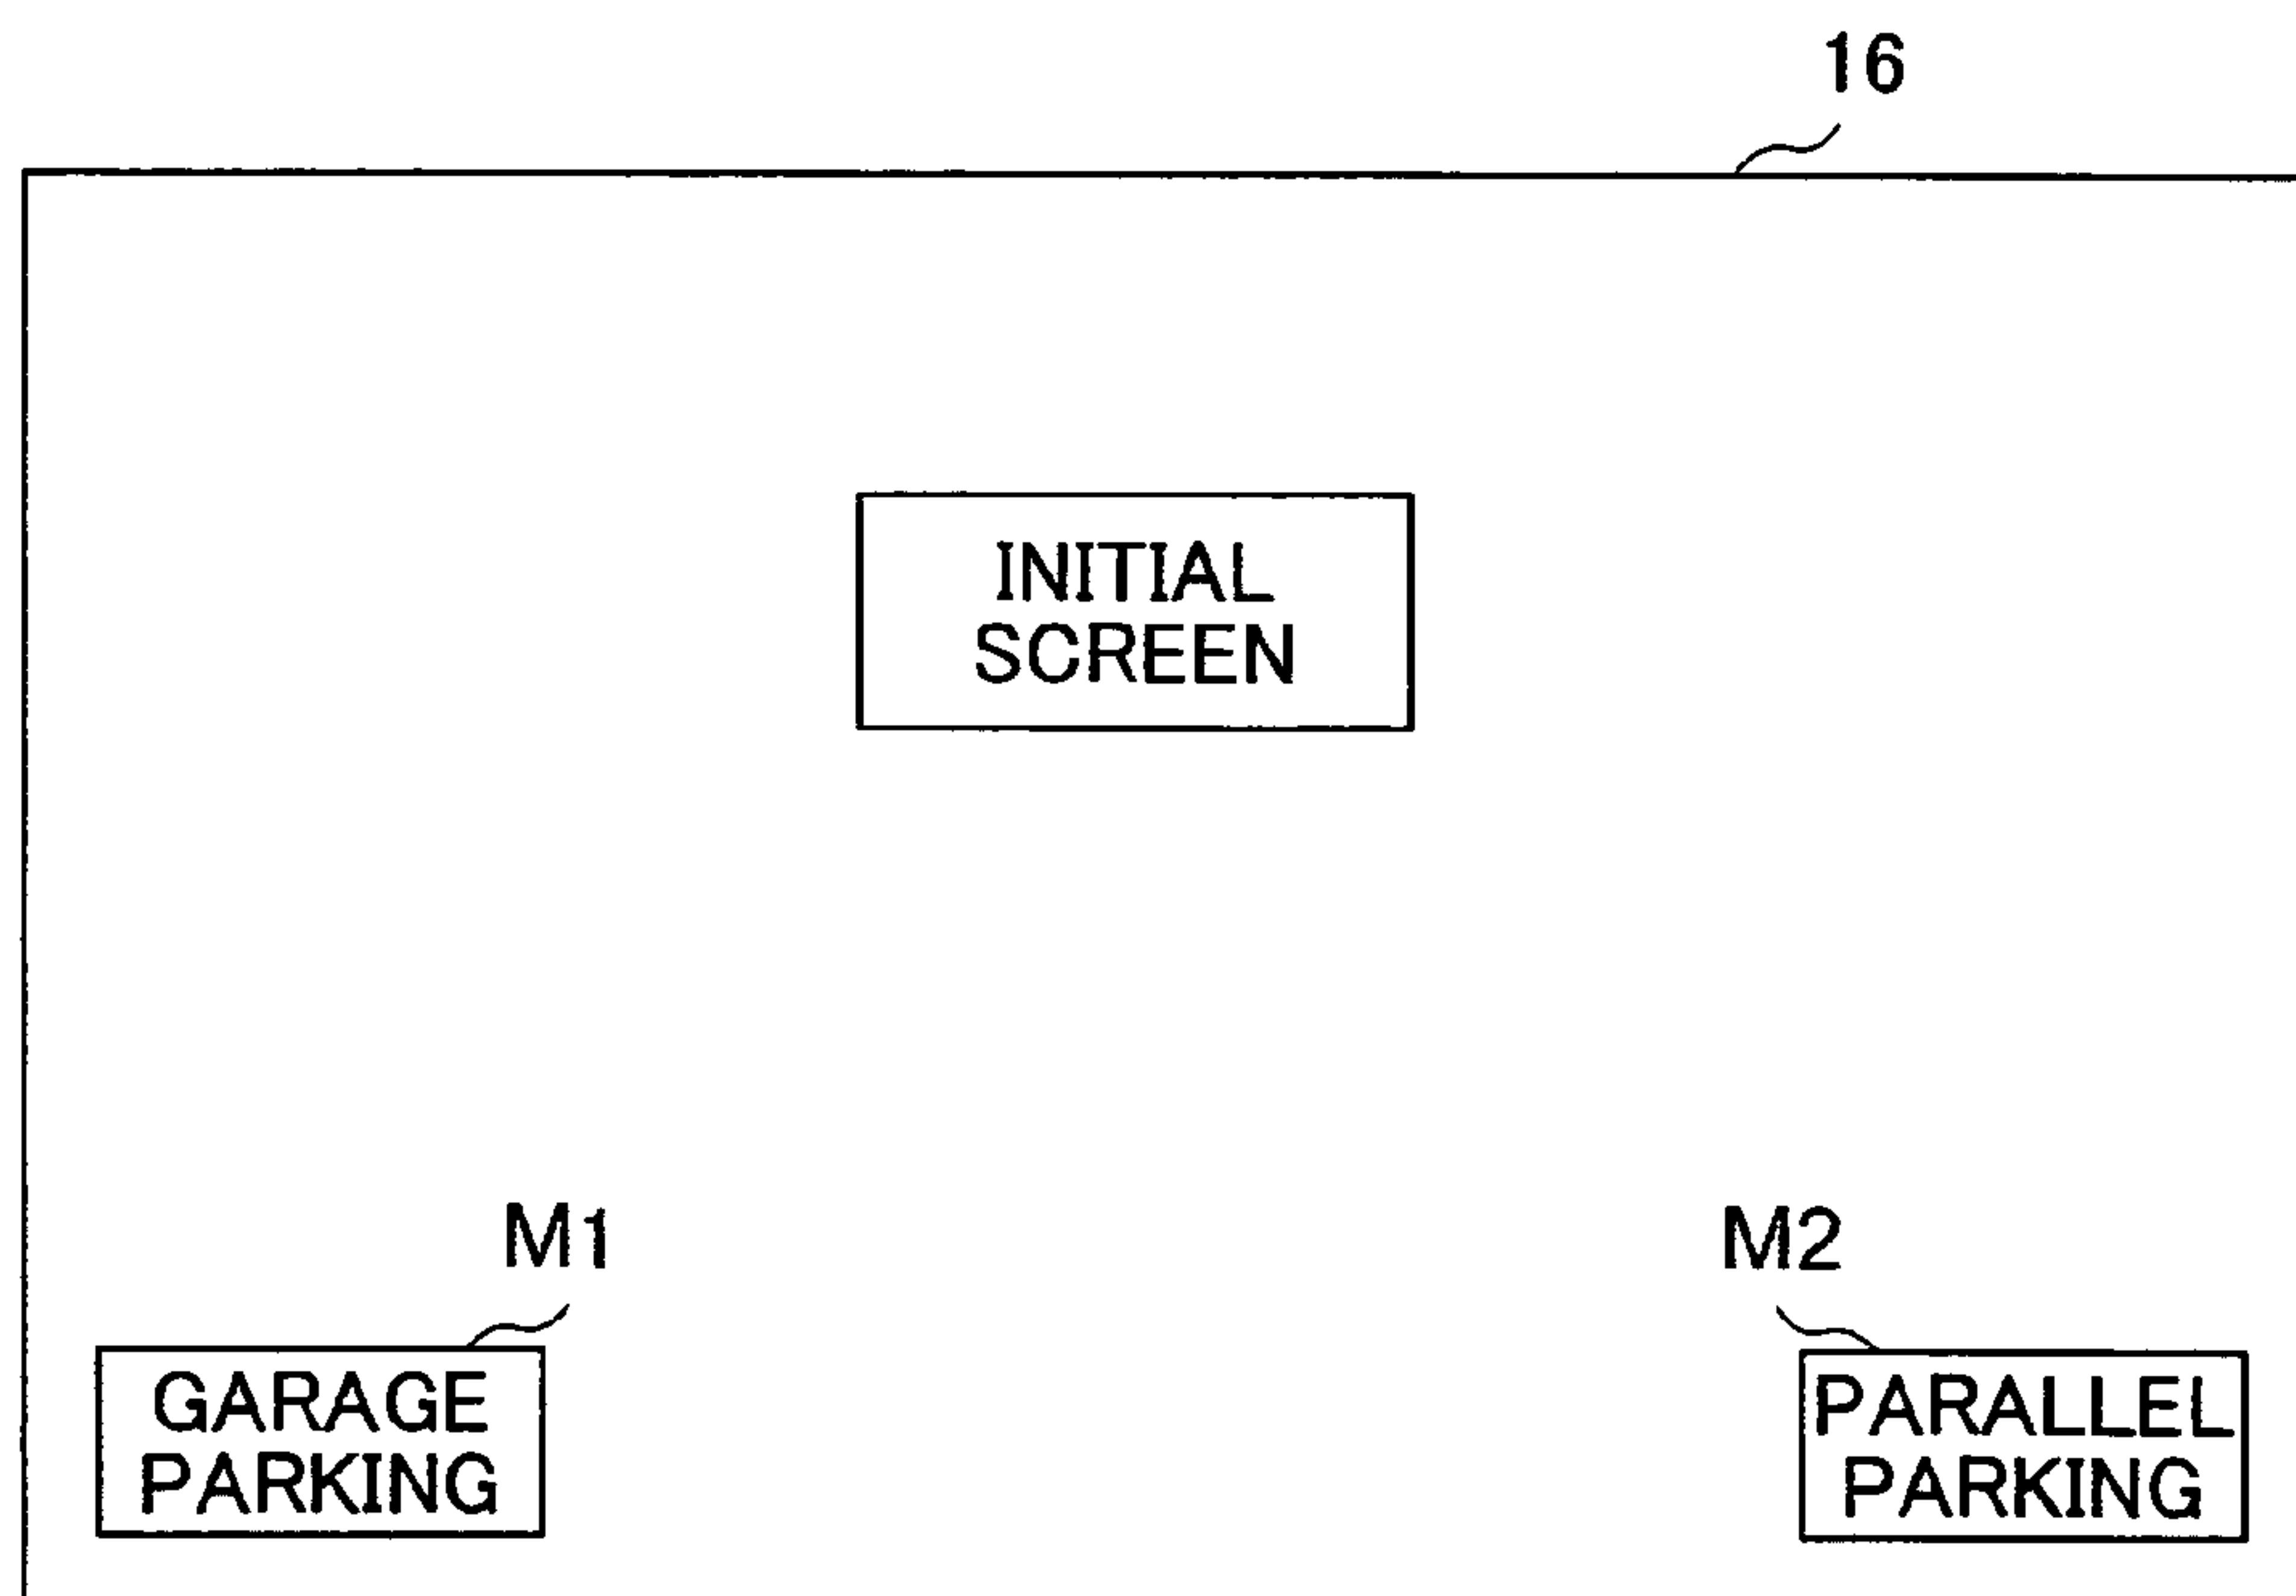 16
INITIAL
SCREEN
M1
M2
GARAGE
PARKING
PARALLEL
PARKING